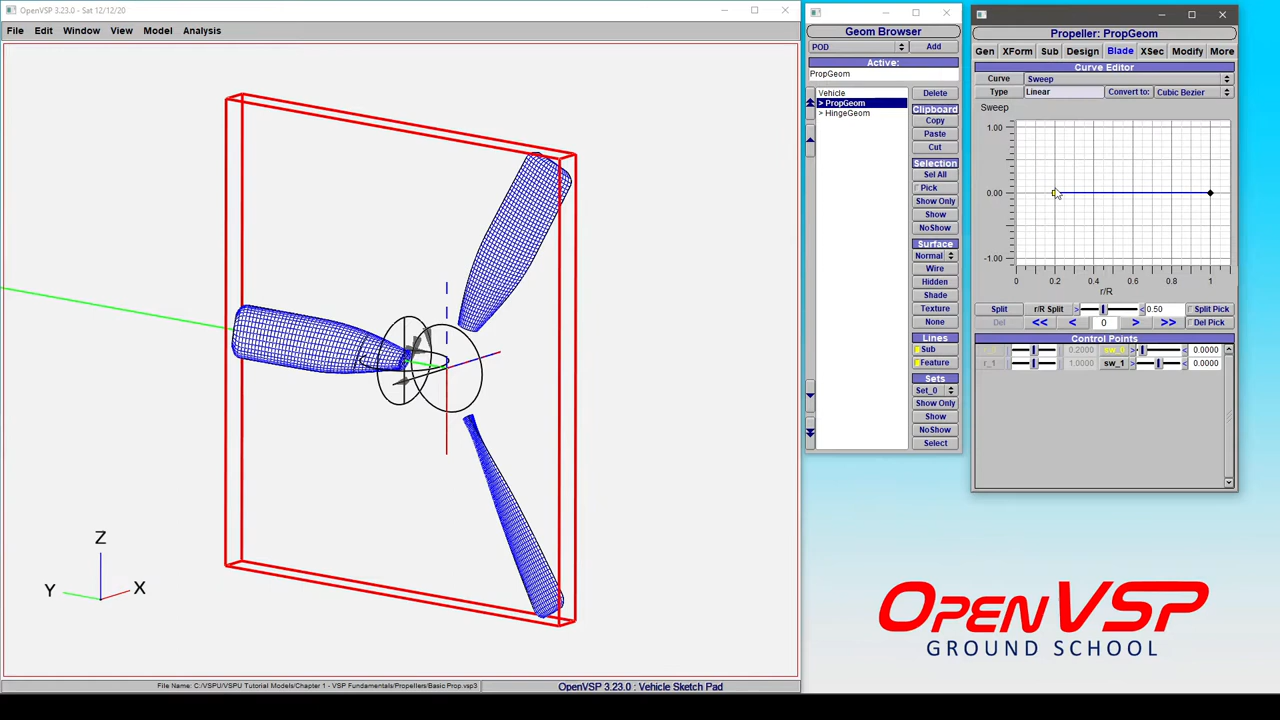 OpenVSP 3.23.0 - Sat 12/12/20
File Edit Window View Model Analysis
Z
Y
X
File Name: C:/VSPU/VSPU Tutorial Models/Chapter 1 - VSP Fundamentals/Propellers/Basic Prop.vsp3
OpenVSP 3.23.0 : Vehicle Sketch Pad
Geom Browser
POD Add
Active:
PropGeom
Vehicle
> PropGeom
> HingeGeom
Delete
Clipboard
Copy
Paste
Cut
Selection
Sel All
Pick
Show Only
Show
NoShow
Surface
Normal
Wire
Hidden
Shade
Texture
None
Lines
Sub
Feature
Sets
Set_0
Show Only
Show
NoShow
Select
Propeller: PropGeom
Gen XForm Sub Design Blade XSec Modify More
Curve Editor
Curve Sweep
Type Linear Convert to: Cubic Bezier
Sweep
1.00
0.00
-1.00
0 0.2 0.4 0.6 0.8 1
r/R
Split r/R Split > < 0.50 Split Pick
Del << < 0 > >> Del Pick
Control Points
0.2000 sw_0 > < 0.0000
r_1 1.0000 sw_1 > < 0.0000
OPENVSP
GROUND SCHOOL